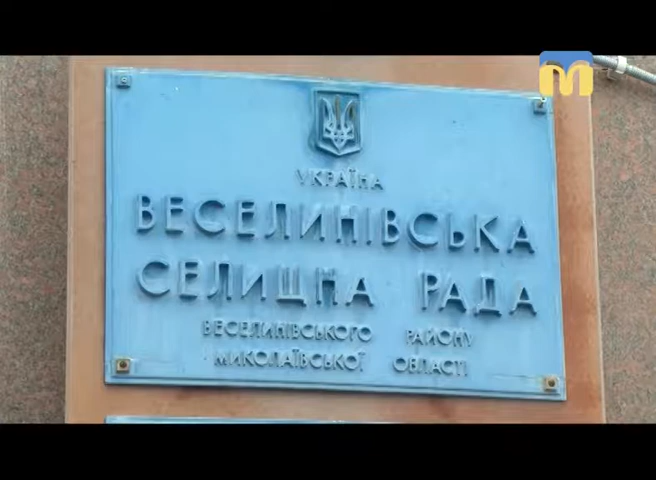 m
УКРАЇНА
ВЕСЕЛИНІВСЬКА
СЕЛИЩНА РАДА
ВЕСЕЛИНІВСЬКОГО РАЙОНУ
МИКОЛАЇВСЬКОЇ ОБЛАСТІ